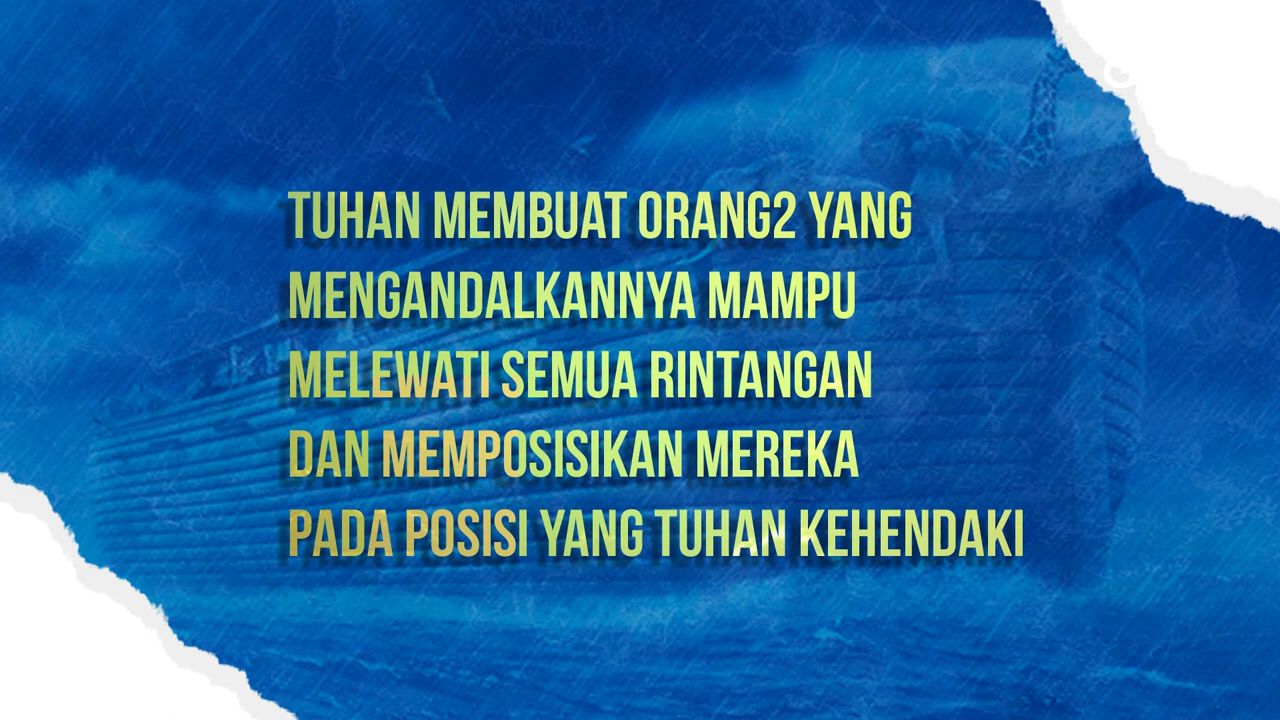 TUHAN MEMBUAT ORANG2 YANG
MENGANDALKANNYA MAMPU
MELEWATI SEMUA RINTANGAN
DAN MEMPOSISIKAN MEREKA
PADA POSISI YANG TUHAN KEHENDAKI